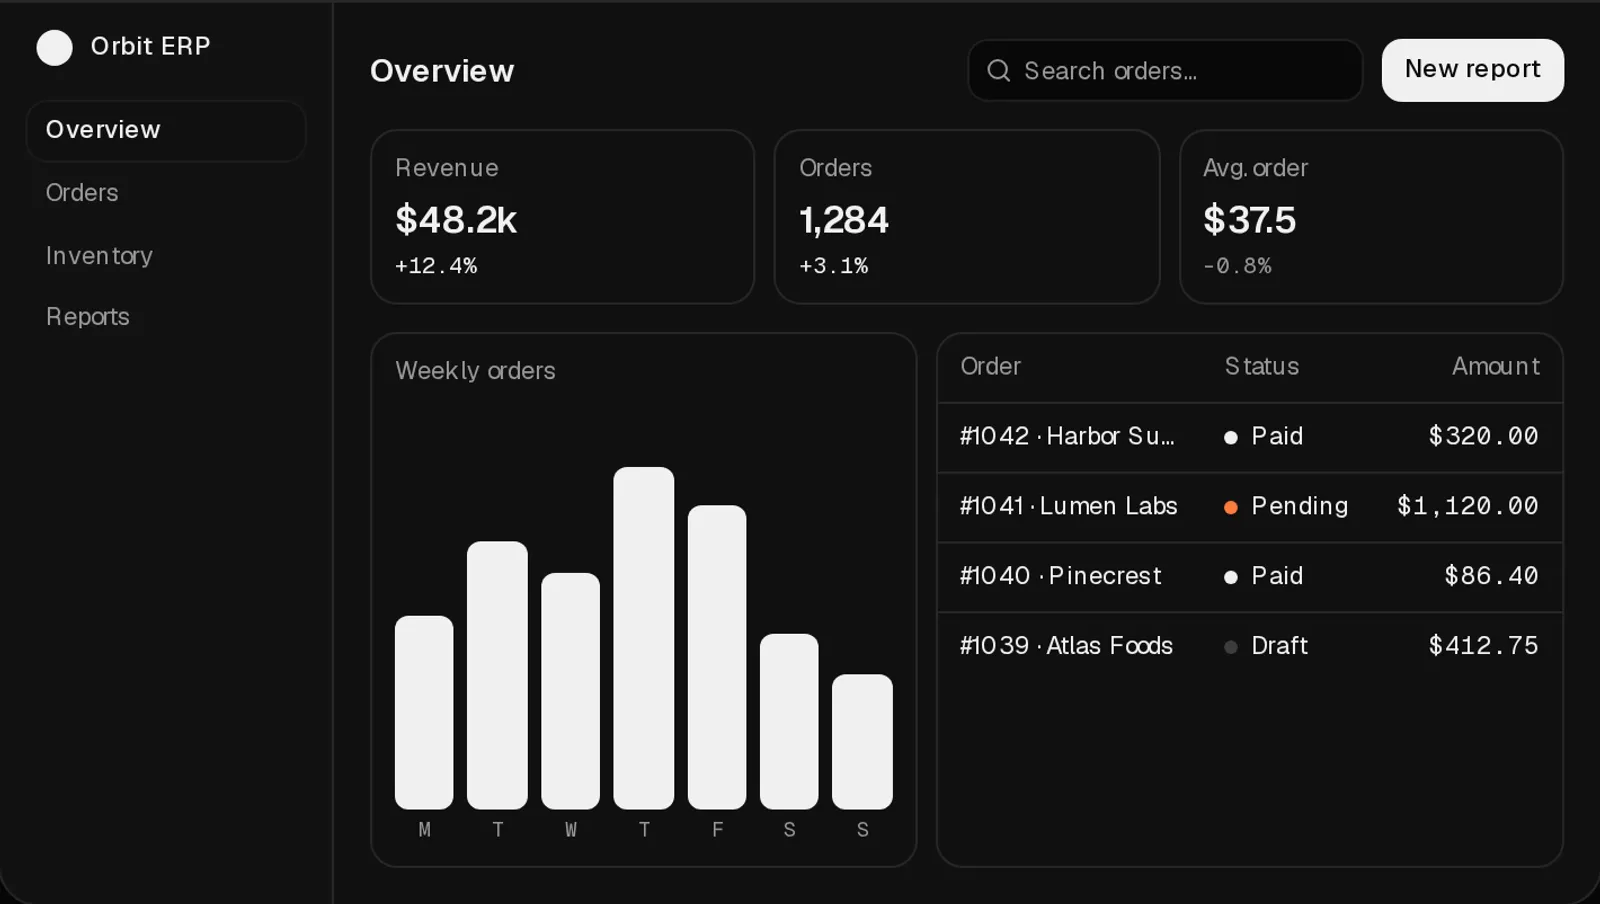 Orbit ERP
Overview
Orders
Inventory
Reports
Overview
Search orders...
New report
Revenue
$48.2k
+12.4%
Orders
1,284
+3.1%
Avg. order
$37.5
-0.8%
Weekly orders
M T W T F S S
Order Status Amount
#1042 · Harbor Su... Paid $320.00
#1041 · Lumen Labs Pending $1,120.00
#1040 · Pinecrest Paid $86.40
#1039 · Atlas Foods Draft $412.75